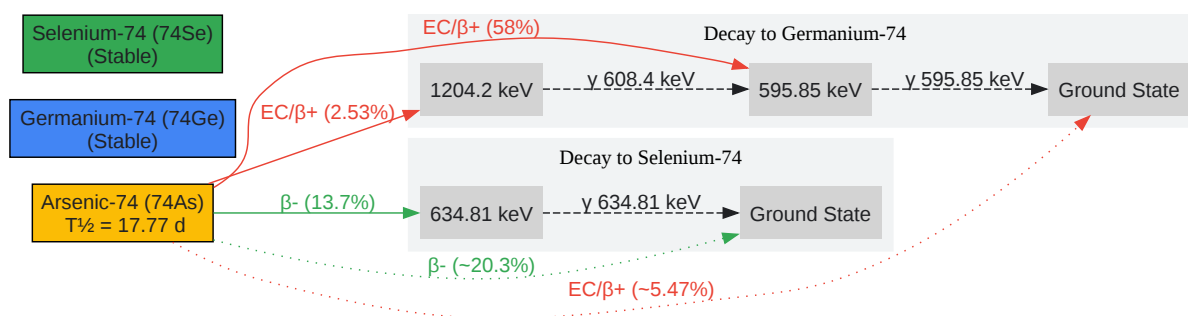 Selenium-74 (74Se)
(Stable)
Germanium-74 (74Ge)
(Stable)
Arsenic-74 (74As)
T½ = 17.77 d
Decay to Germanium-74
EC/β+ (58%)
1204.2 keV
γ 608.4 keV
595.85 keV
γ 595.85 keV
Ground State
EC/β+ (2.53%)
Decay to Selenium-74
β- (13.7%)
634.81 keV
γ 634.81 keV
Ground State
β- (~20.3%)
EC/β+ (~5.47%)